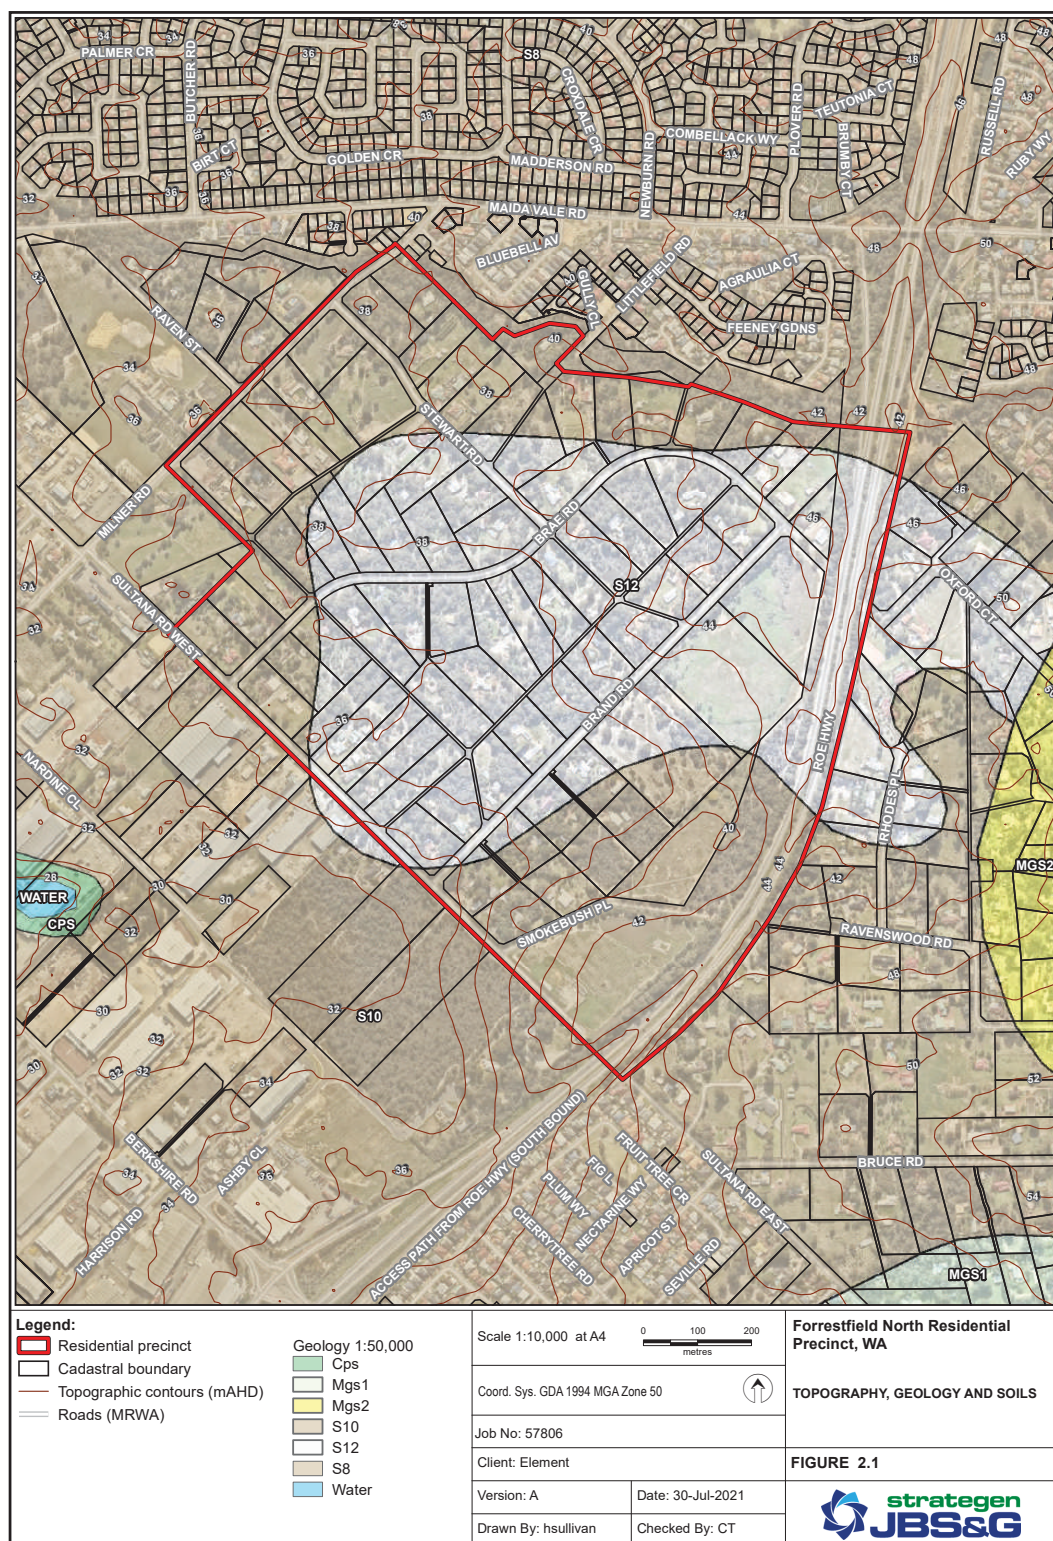 PALMER CR
BUTCHER RD
BIRT CT
GOLDEN CR
S8
CROXDALE CR
MADDERSON RD
NEWBURN RD
COMBELLACK WY
PLOVER RD
TEUTONIA CT
BRUMBY CT
RUSSELL RD
RUBY WY
MAIDA VALE RD
BLUEBELL AV
GULLY CL
LITTLEFIELD RD
AGRAULIA CT
FEENEY GDNS
RAVEN ST
STEWART RD
MILNER RD
BRAE RD
S12
SULTANA RD WEST
OXFORD CT
BRAND RD
ROE HWY
NARDINE CL
RHODES PL
MGS2
WATER
CPS
SMOKEBUSH PL
RAVENSWOOD RD
S10
BERKSHIRE RD
ASHBY CL
HARRISON RD
ACCESS PATH FROM ROE HWY (SOUTH BOUND)
FIG L
PLUM WY
NECTARINE WY
FRUIT TREE CR
CHERRYTREE RD
APRICOT ST
SEVILLE RD
SULTANA RD EAST
BRUCE RD
MGS1
Legend:
Residential precinct
Cadastral boundary
Topographic contours (mAHD)
Roads (MRWA)
Geology 1:50,000
Cps
Mgs1
Mgs2
S10
S12
S8
Water
Scale 1:10,000 at A4
0 100 200
metres
Coord. Sys. GDA 1994 MGA Zone 50
Job No: 57806
Client: Element
Version: A
Date: 30-Jul-2021
Drawn By: hsullivan
Checked By: CT
Forrestfield North Residential
Precinct, WA
TOPOGRAPHY, GEOLOGY AND SOILS
FIGURE 2.1
strategen
JBS&G